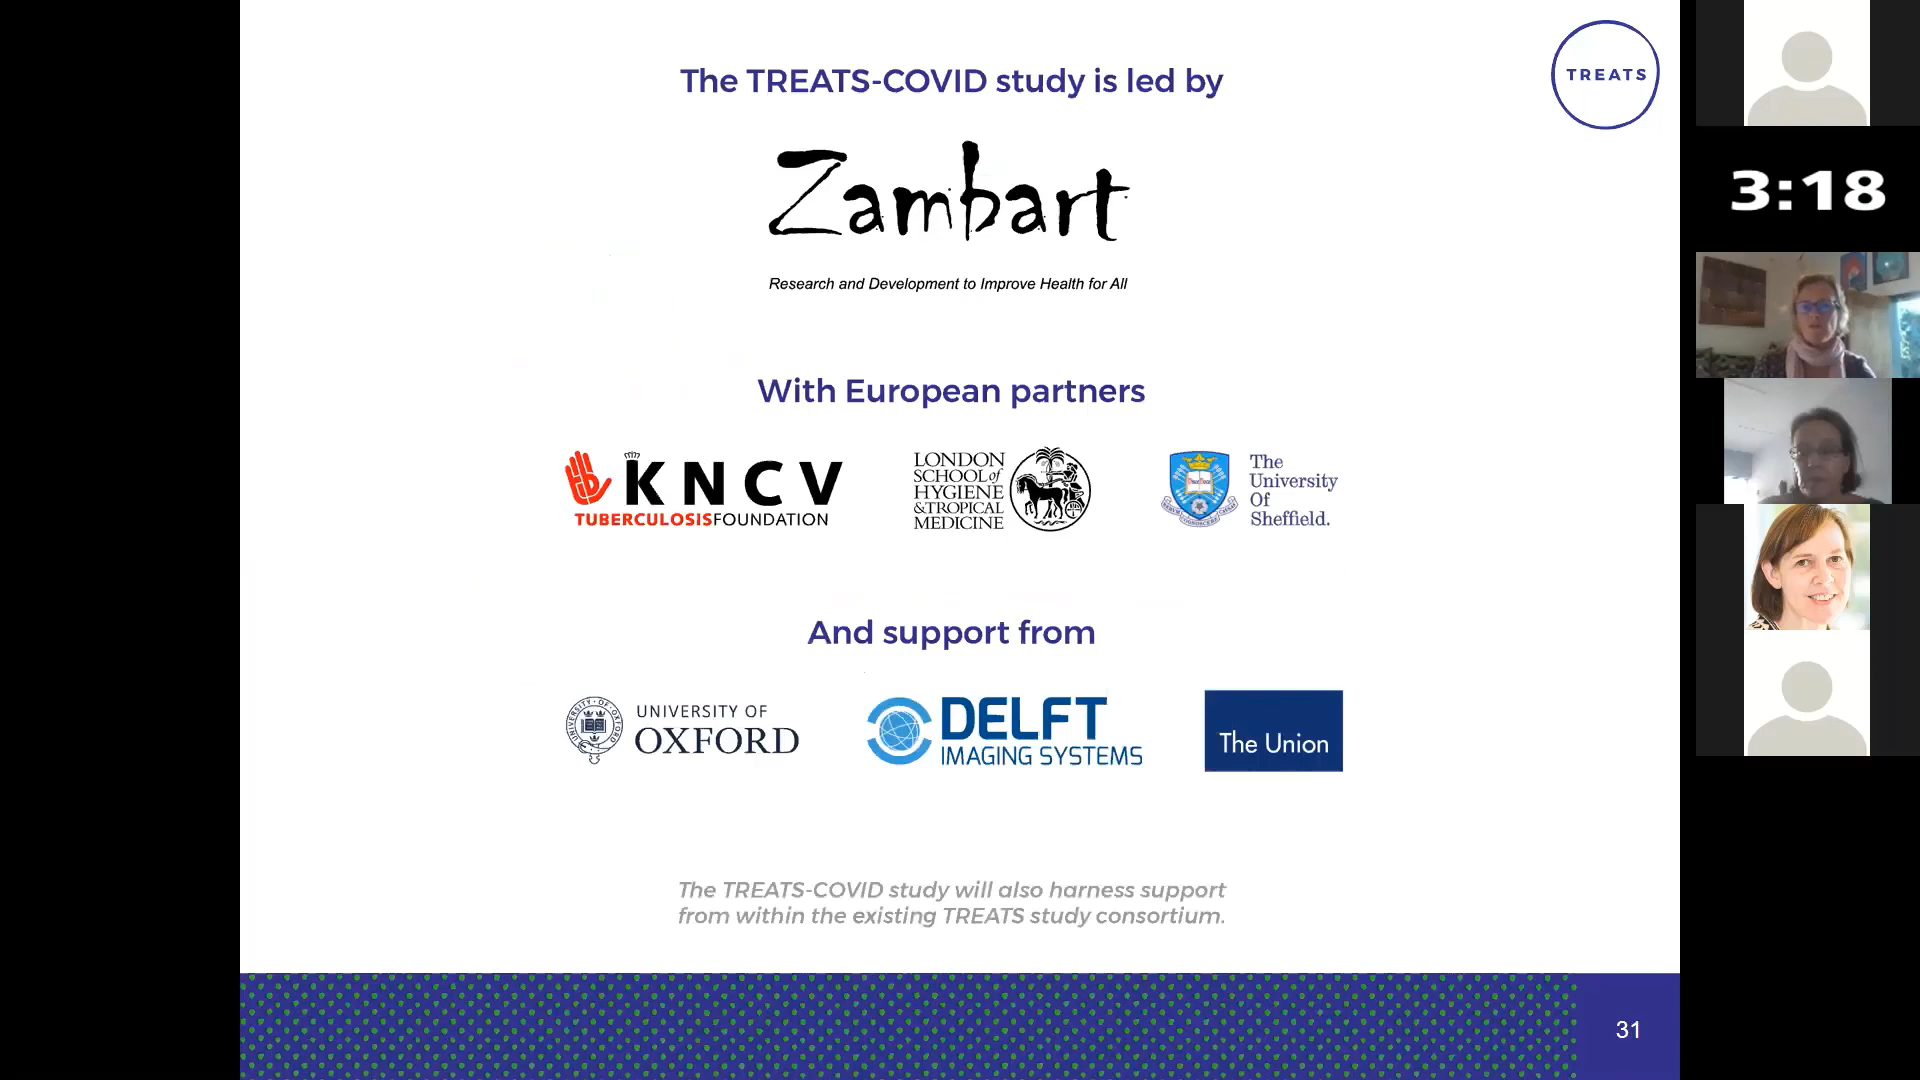 The TREATS-COVID study is led by
TREATS
Zambart
Research and Development to Improve Health for All
3:18
With European partners
KNCV
TUBERCULOSISFOUNDATION
LONDON
SCHOOL of
HYGIENE
&TROPICAL
MEDICINE
The
University
Of
Sheffield.
And support from
UNIVERSITY OF
OXFORD
DELFT
IMAGING SYSTEMS
The Union
The TREATS-COVID study will also harness support
from within the existing TREATS study consortium.
31